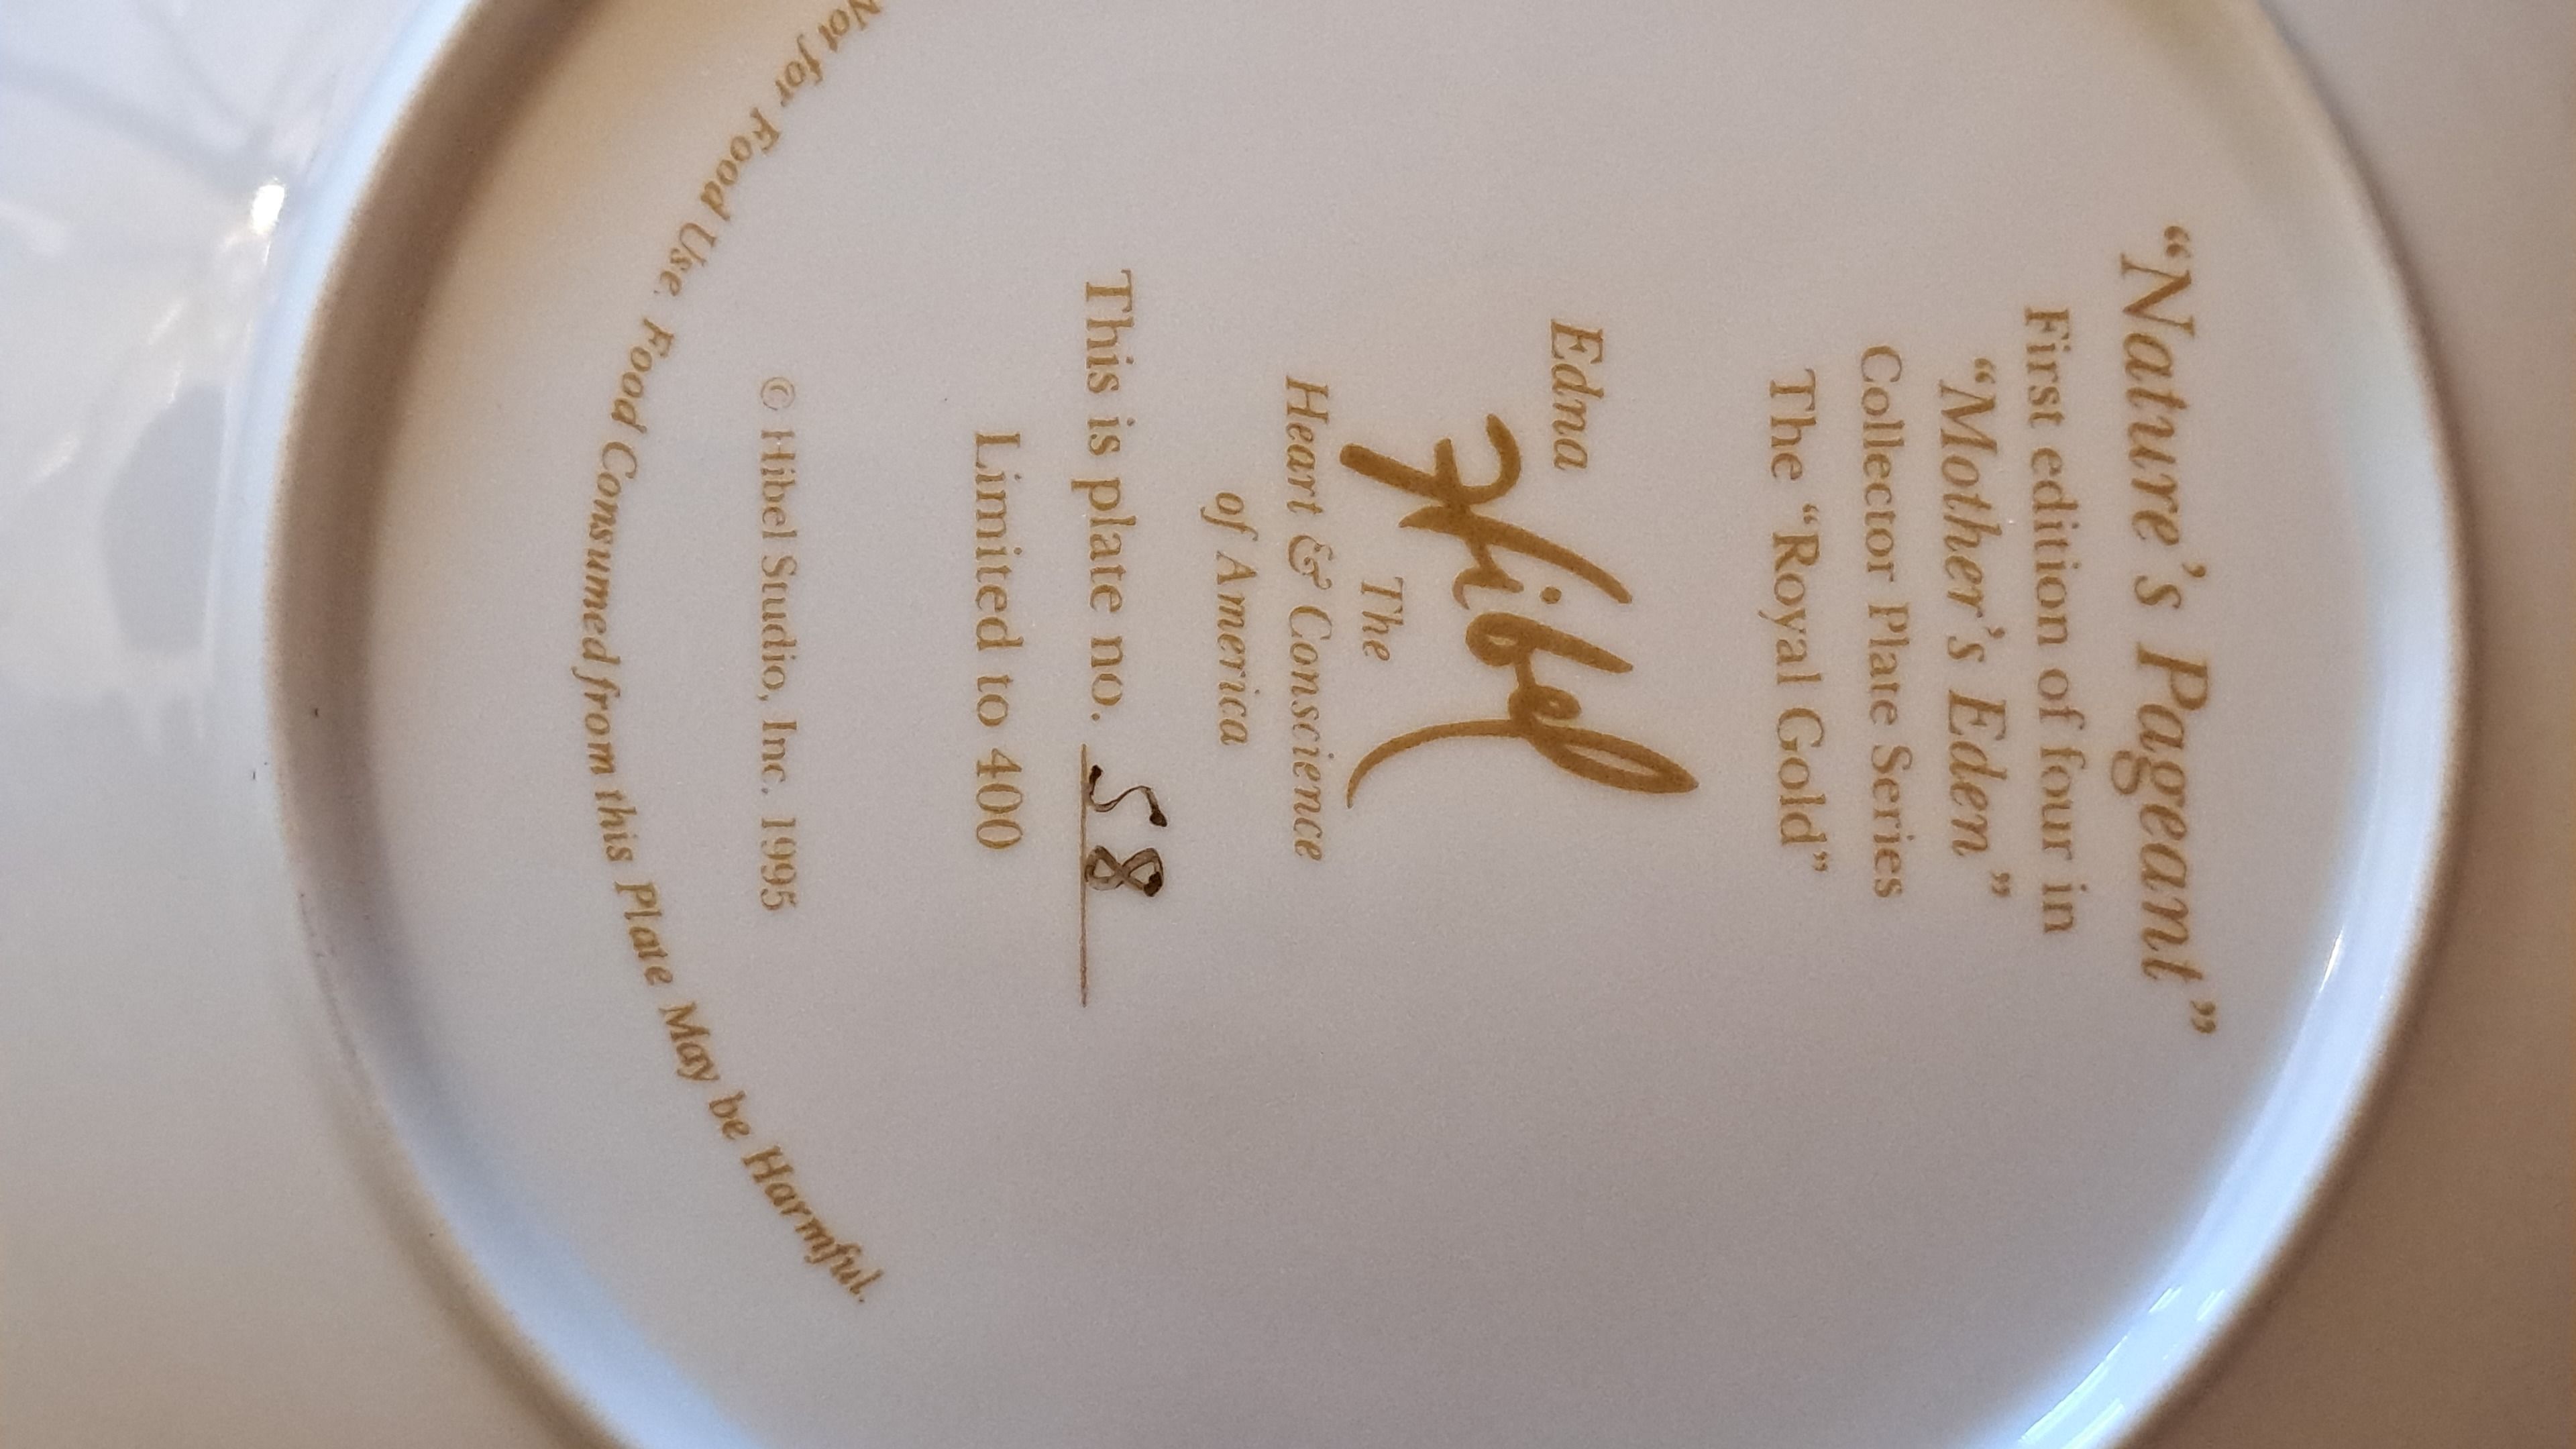 "Nature's Pageant"
First edition of four in
"Mother's Eden"
Collector Plate Series
The "Royal Gold"
Edna
Hibel
The
Heart & Conscience
of America
This is plate no. 58
Limited to 400
© Hibel Studio, Inc. 1995
Not for Food Use. Food Consumed from this Plate May be Harmful.